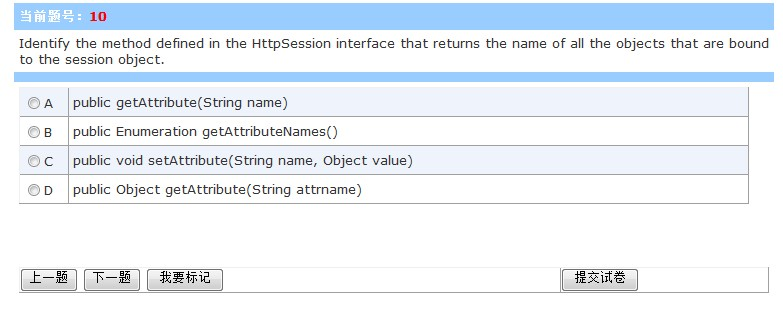 当前题号：10
Identify the method defined in the HttpSession interface that returns the name of all the objects that are bound
to the session object.
A public getAttribute(String name)
B public Enumeration getAttributeNames()
C public void setAttribute(String name, Object value)
D public Object getAttribute(String attrname)
上一题 下一题 我要标记 提交试卷